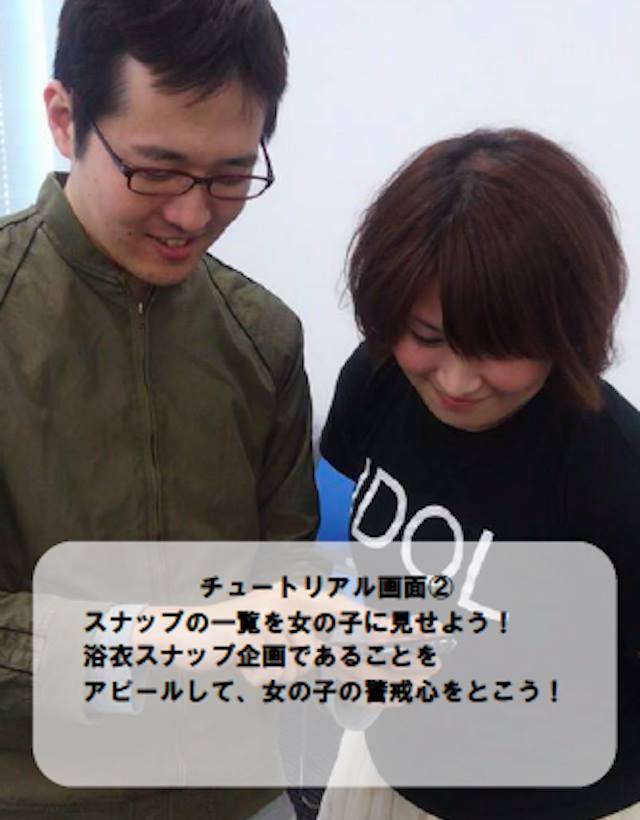 IDOL
チュートリアル画面②
スナップの一覧を女の子に見せよう！
浴衣スナップ企画であることを
アピールして、女の子の警戒心をとこう！